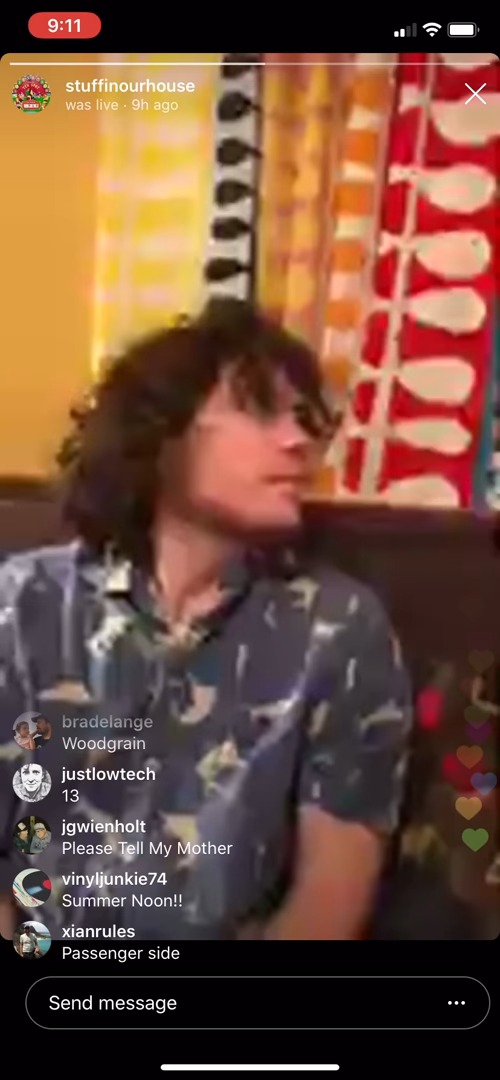 9:11
stuffinourhouse
was live · 9h ago
bradelange
Woodgrain
justlowtech
13
jgwienholt
Please Tell My Mother
vinyljunkie74
Summer Noon!!
xianrules
Passenger side
Send message